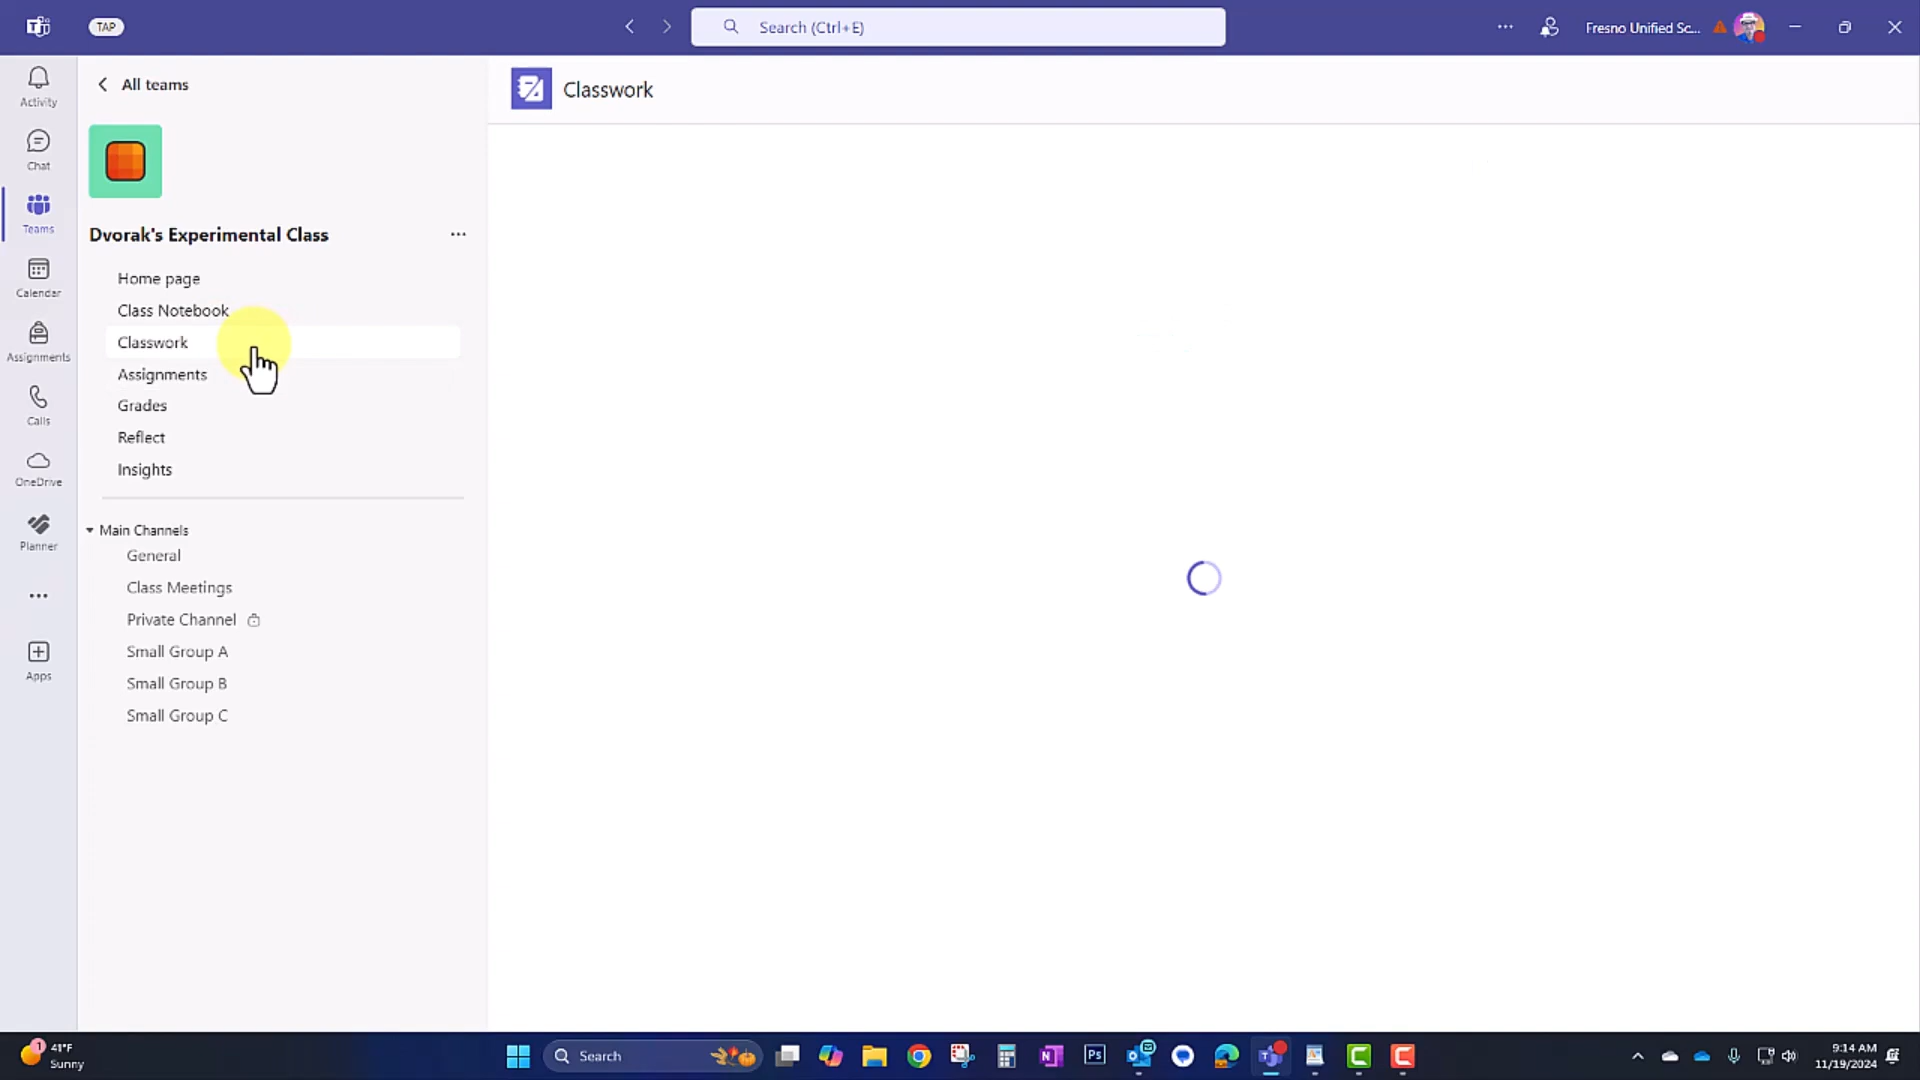 TAP
Search (Ctrl+E)
Fresno Unified Sc...
Activity
Chat
Teams
Calendar
Assignments
Calls
OneDrive
Planner
Apps
All teams
Dvorak's Experimental Class
Home page
Class Notebook
Classwork
Assignments
Grades
Reflect
Insights
Main Channels
General
Class Meetings
Private Channel
Small Group A
Small Group B
Small Group C
Classwork
1
41°F
Sunny
Search
N
Ps
C
C
9:14 AM
11/19/2024